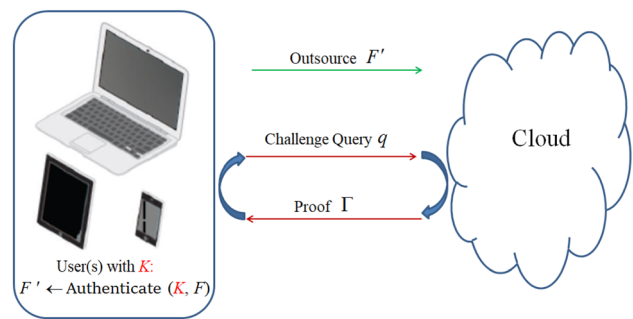 Outsource F′
Challenge Query q
Cloud
Proof Γ
User(s) with K:
F ′ ← Authenticate (K, F)